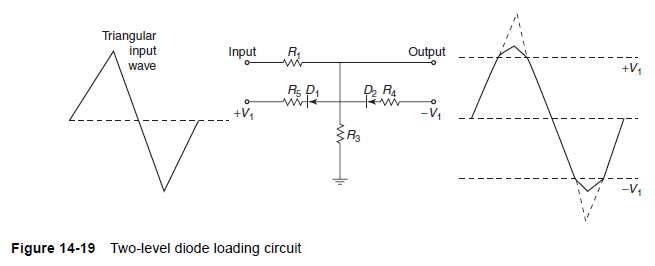 Triangular
input
wave
Input R₁ Output
R₅ D₁ D₂ R₄
+V₁ -V₁
R₃
+V₁
-V₁
Figure 14-19 Two-level diode loading circuit